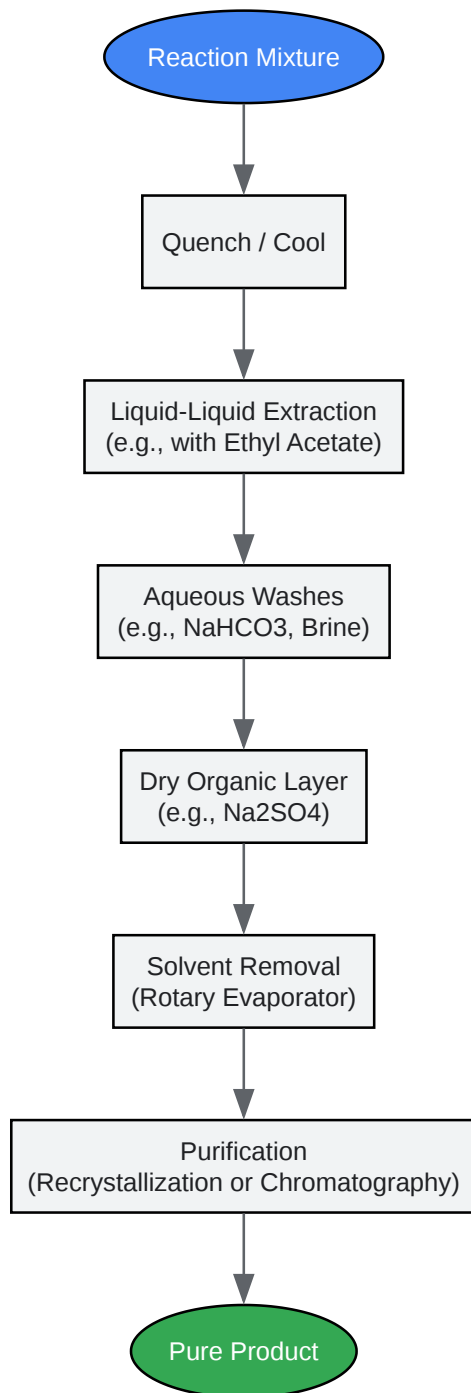 Reaction Mixture
Quench / Cool
Liquid-Liquid Extraction
(e.g., with Ethyl Acetate)
Aqueous Washes
(e.g., NaHCO3, Brine)
Dry Organic Layer
(e.g., Na2SO4)
Solvent Removal
(Rotary Evaporator)
Purification
(Recrystallization or Chromatography)
Pure Product